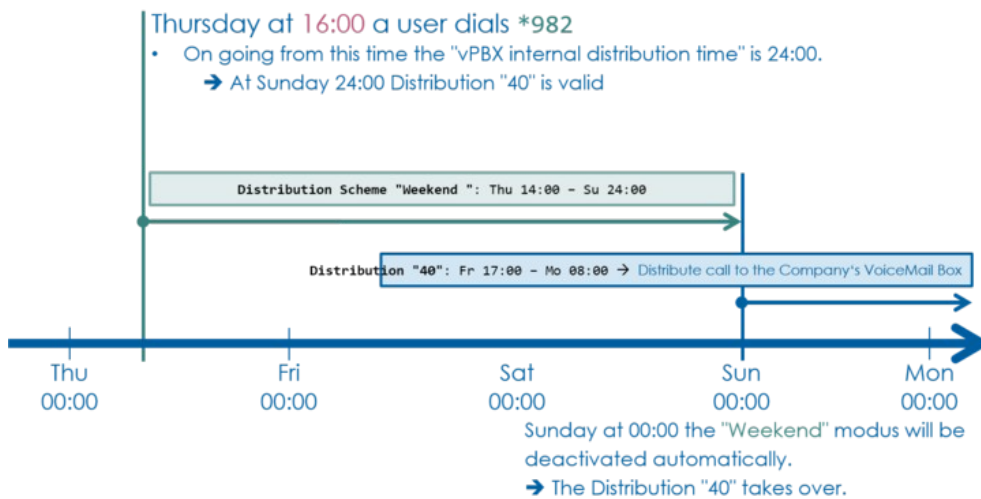 Thursday at 16:00 a user dials *982
• On going from this time the "vPBX internal distribution time" is 24:00.
➔ At Sunday 24:00 Distribution "40" is valid
Distribution Scheme "Weekend ": Thu 14:00 – Su 24:00
Distribution "40": Fr 17:00 – Mo 08:00 → Distribute call to the Company's VoiceMail Box
Thu Fri Sat Sun Mon
00:00 00:00 00:00 00:00 00:00
Sunday at 00:00 the "Weekend" modus will be
deactivated automatically.
➔ The Distribution "40" takes over.